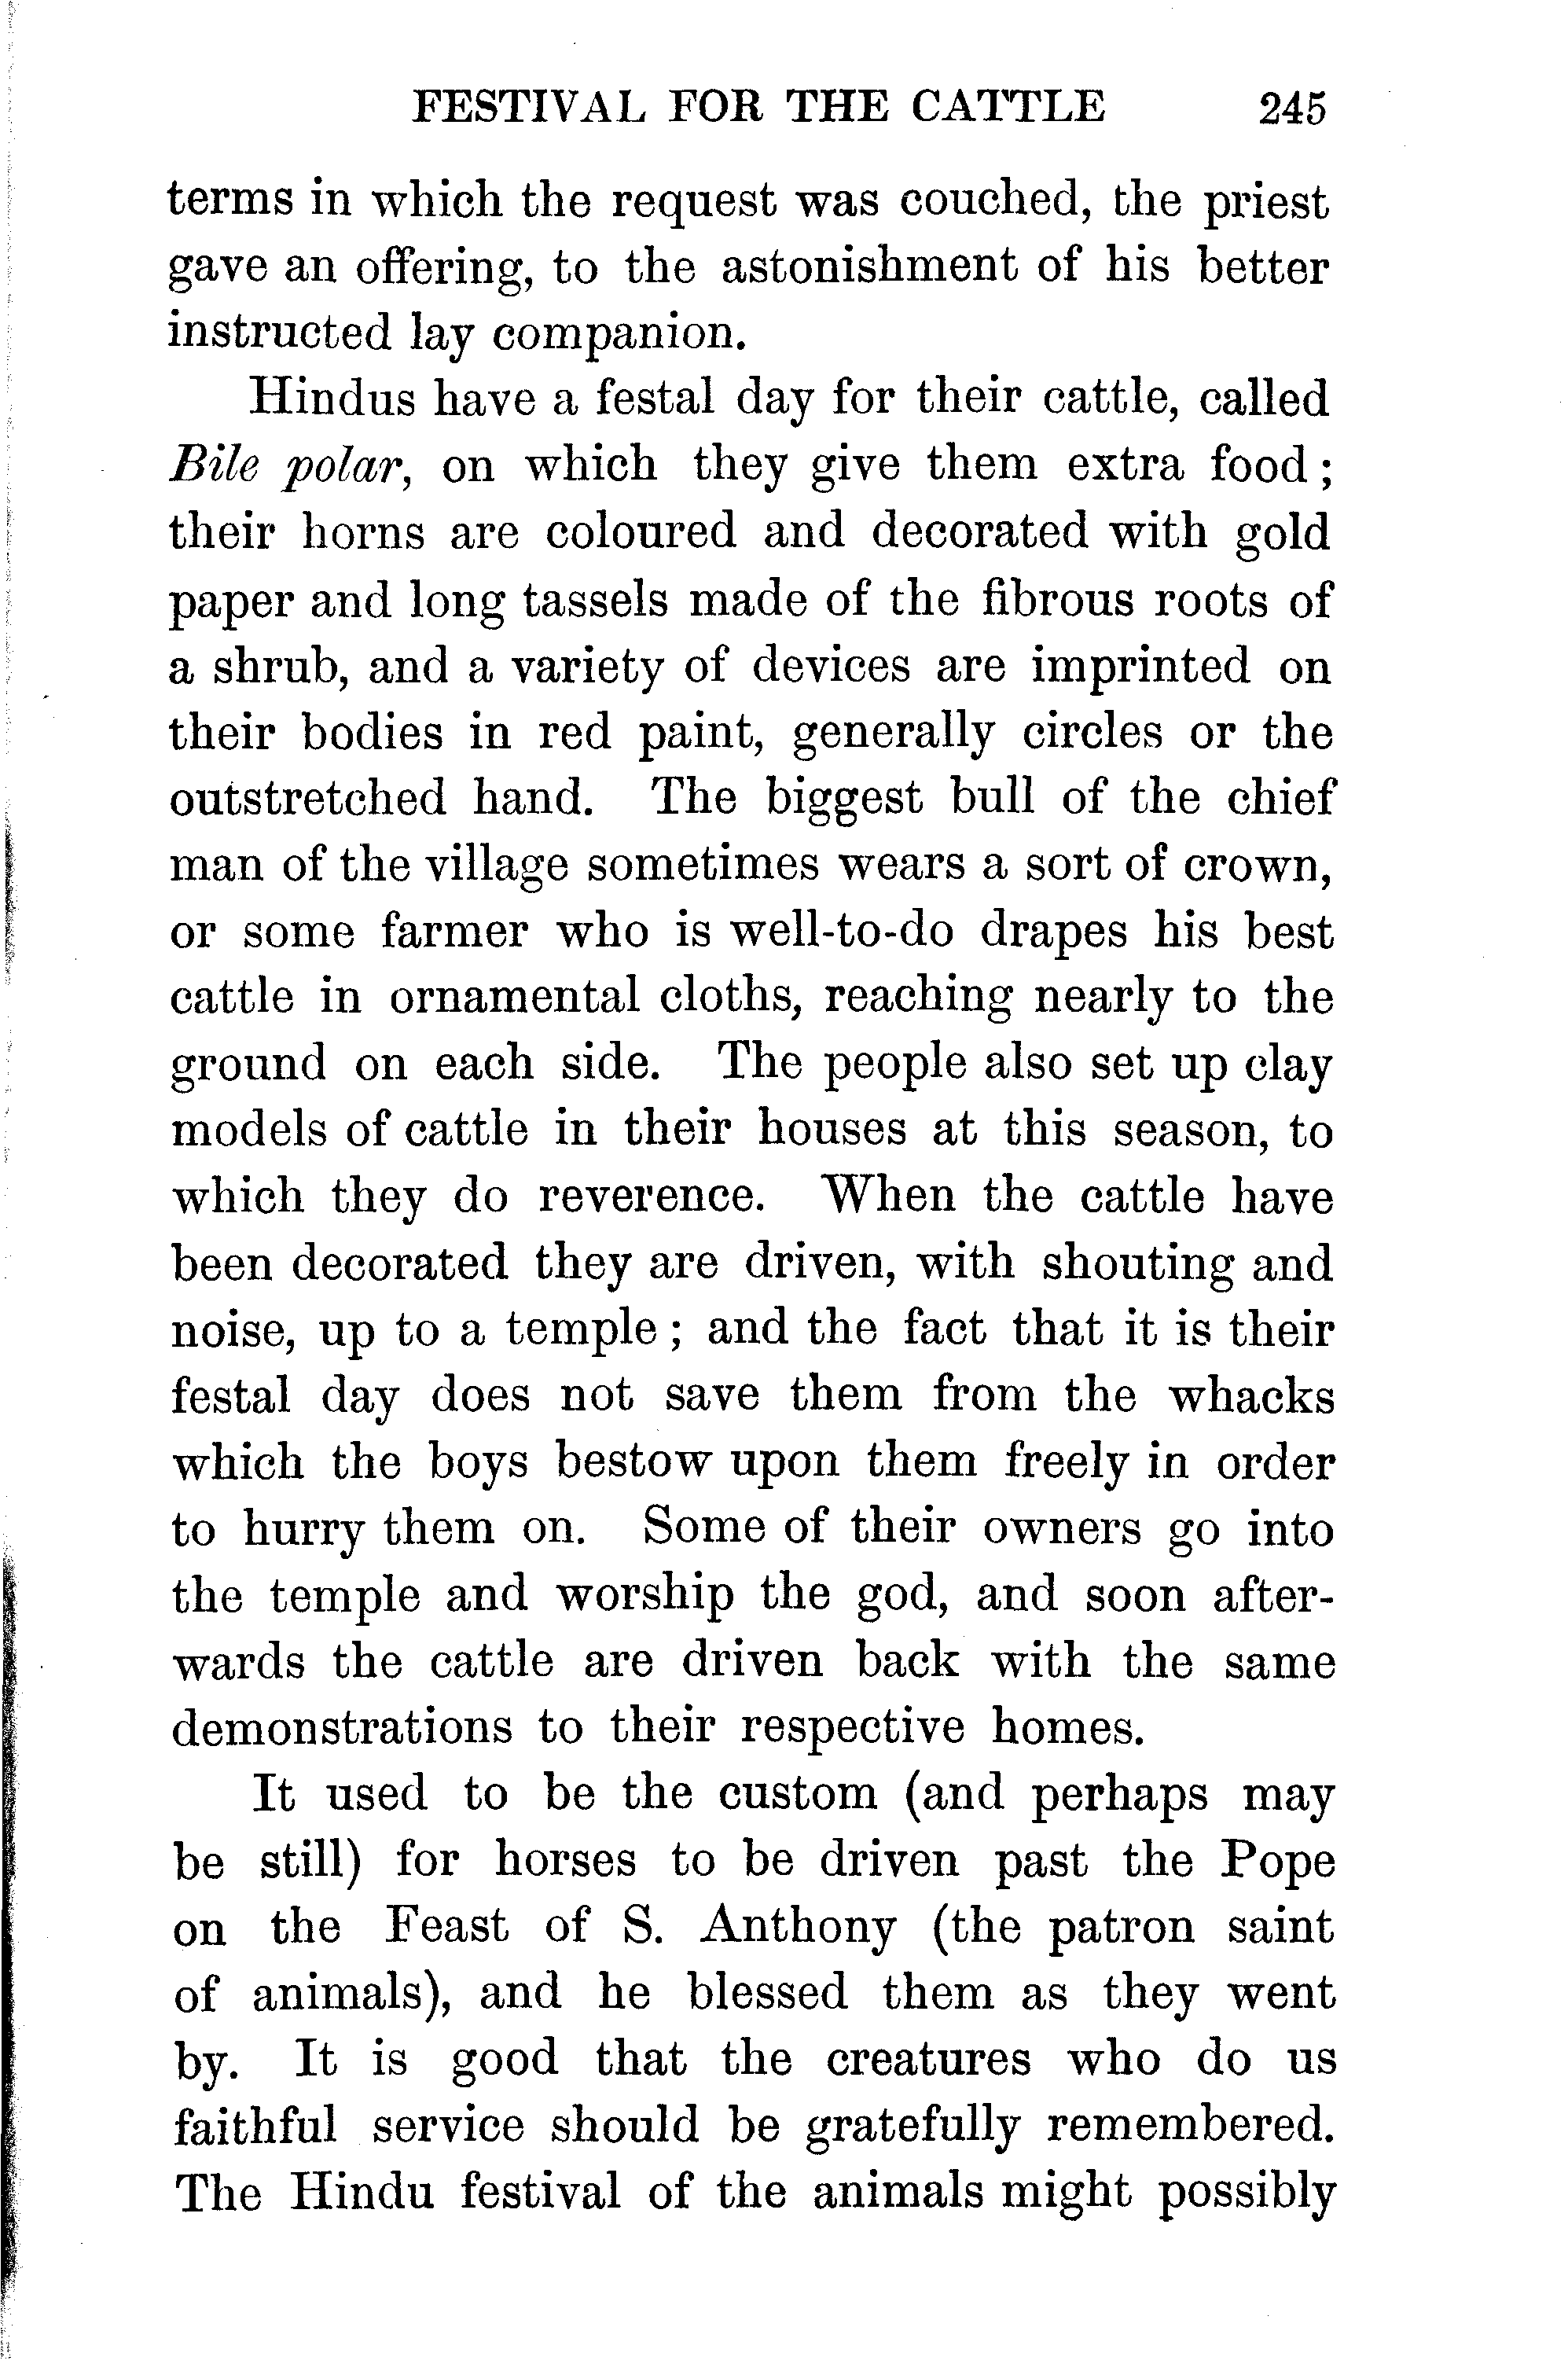 FESTIVAL FOR THE CATTLE 245
terms in which the request was couched, the priest
gave an offering, to the astonishment of his better
instructed lay companion.
Hindus have a festal day for their cattle, called
Bile polar, on which they give them extra food ;
their horns are coloured and decorated with gold
paper and long tassels made of the fibrous roots of
a shrub, and a variety of devices are imprinted on
their bodies in red paint, generally circles or the
outstretched hand. The biggest bull of the chief
man of the village sometimes wears a sort of crown,
or some farmer who is well-to-do drapes his best
cattle in ornamental cloths, reaching nearly to the
ground on each side. The people also set up clay
models of cattle in their houses at this season, to
which they do reverence. When the cattle have
been decorated they are driven, with shouting and
noise, up to a temple ; and the fact that it is their
festal day does not save them from the whacks
which the boys bestow upon them freely in order
to hurry them on. Some of their owners go into
the temple and worship the god, and soon after-
wards the cattle are driven back with the same
demonstrations to their respective homes.
It used to be the custom (and perhaps may
be still) for horses to be driven past the Pope
on the Feast of S. Anthony (the patron saint
of animals), and he blessed them as they went
by. It is good that the creatures who do us
faithful service should be gratefully remembered.
The Hindu festival of the animals might possibly